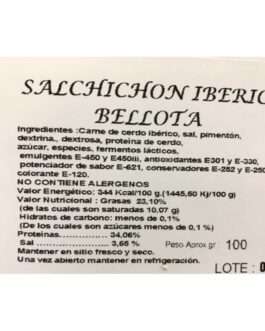 SALCHICHON IBERIC
BELLOTA
Ingredientes :Carne de cerdo ibérico, sal, pimentón,
dextrina., dextrosa, proteina de cerdo,
azúcar, especies, fermentos lácticos,
emulgentes E-450 y E450iii, antioxidantes E301 y E-330,
potenciador de sabor E-621, conservadores E-252 y E-250
colorante E-120.
NO CONTIENE ALERGENOS
Valor Energético: 344 Kcal/100 g.(1445,60 Kj/100 g)
Valor Nutricional : Grasas 23,10%
(de las cuales son saturadas 10,07 g)
Hidratos de carbono: menos de 0,1%
(De los cuales son azúcares menos de 0,1 %)
Proteinas............ 34,06%
Sal ................... 3,65 % Peso Aprox gr 100
Mantener en sitio fresco y seco.
Una vez abierto mantener en refrigeración.
LOTE :